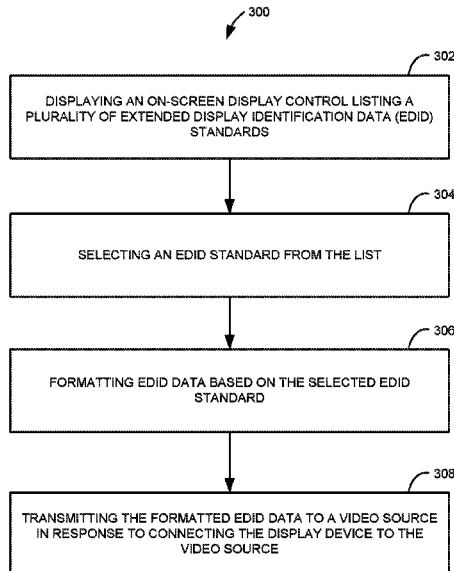 300
302
DISPLAYING AN ON-SCREEN DISPLAY CONTROL LISTING A
PLURALITY OF EXTENDED DISPLAY IDENTIFICATION DATA (EDID)
STANDARDS
304
SELECTING AN EDID STANDARD FROM THE LIST
306
FORMATTING EDID DATA BASED ON THE SELECTED EDID
STANDARD
308
TRANSMITTING THE FORMATTED EDID DATA TO A VIDEO SOURCE
IN RESPONSE TO CONNECTING THE DISPLAY DEVICE TO THE
VIDEO SOURCE